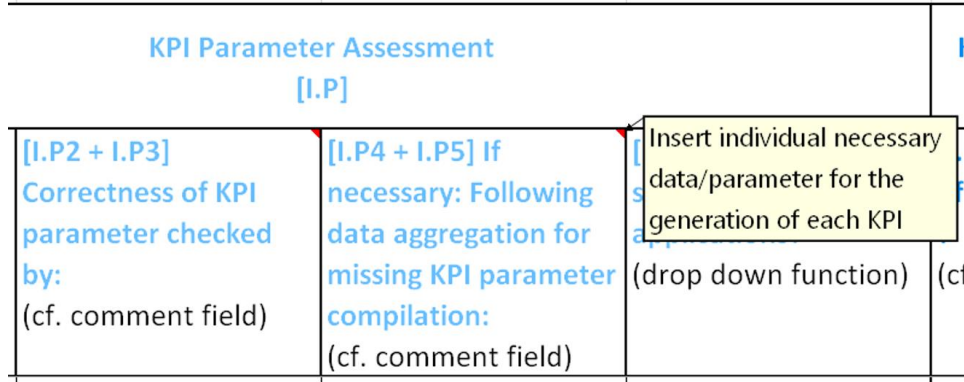 KPI Parameter Assessment
[I.P]
[I.P2 + I.P3]
Correctness of KPI
parameter checked
by:
(cf. comment field)
[I.P4 + I.P5] If
necessary: Following
data aggregation for
missing KPI parameter
compilation:
(cf. comment field)
Insert individual necessary
data/parameter for the
generation of each KPI
(drop down function)